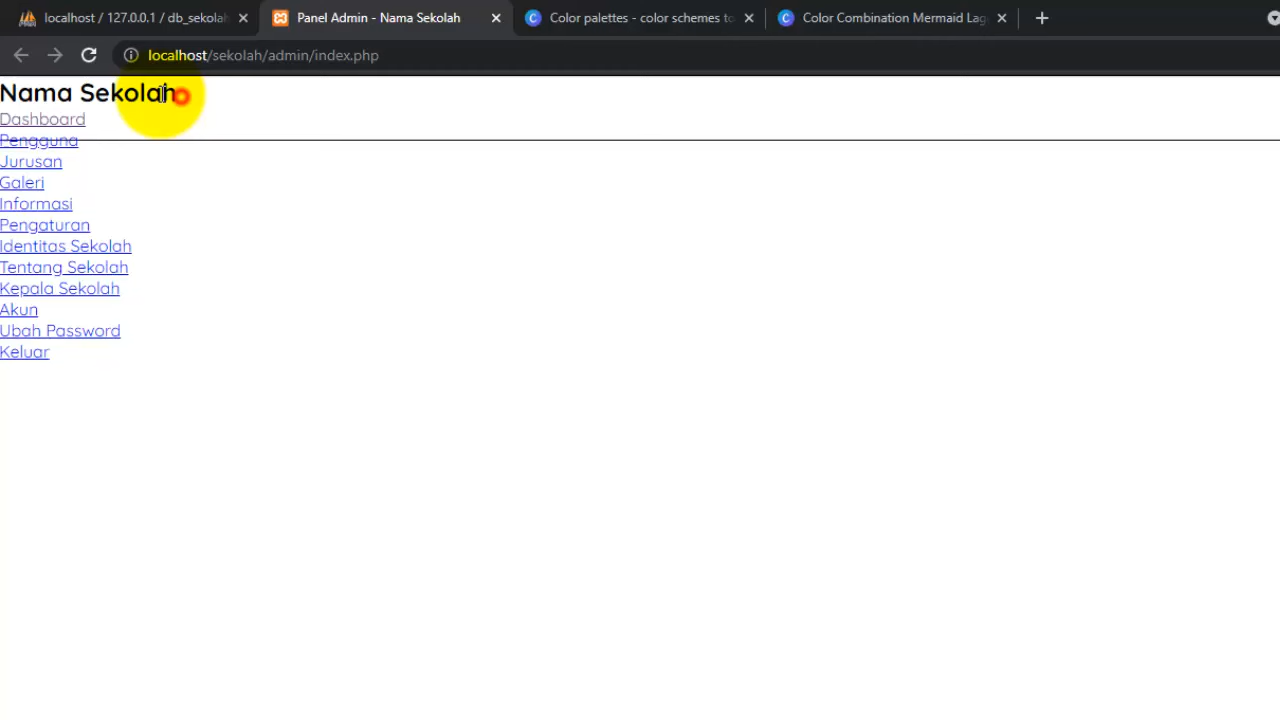 localhost / 127.0.0.1 / db_sekolah
Panel Admin - Nama Sekolah
Color palettes - color schemes to
Color Combination Mermaid Lag
localhost/sekolah/admin/index.php
Nama Sekolah
Dashboard
Pengguna
Jurusan
Galeri
Informasi
Pengaturan
Identitas Sekolah
Tentang Sekolah
Kepala Sekolah
Akun
Ubah Password
Keluar